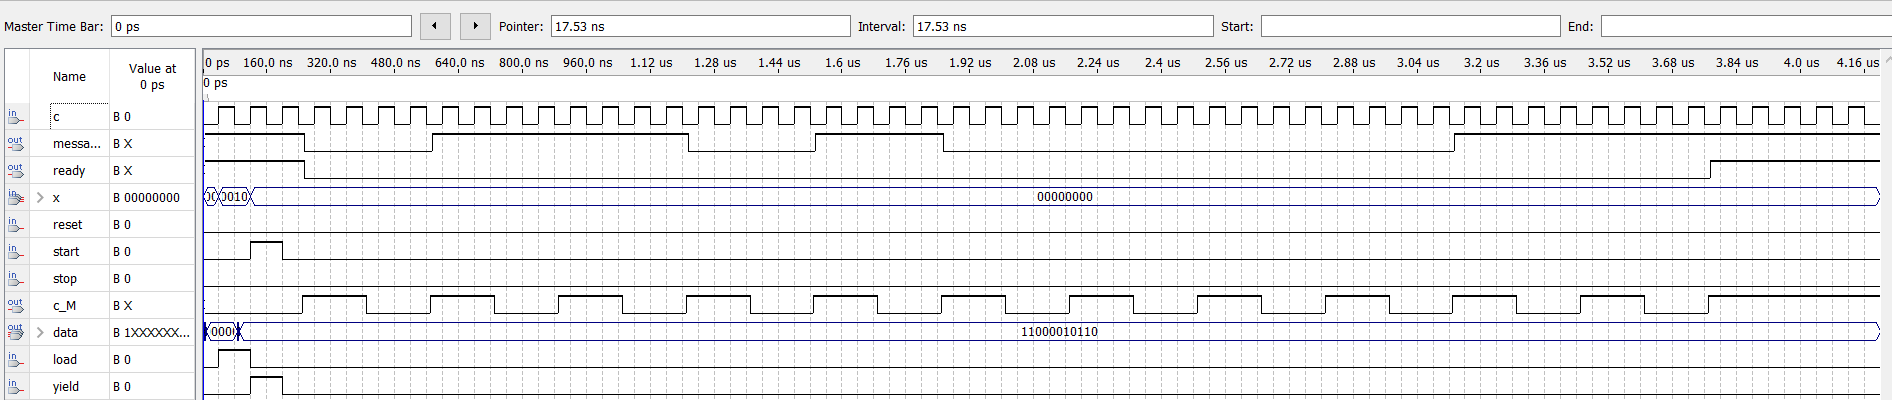 Master Time Bar: 0 ps Pointer: 17.53 ns Interval: 17.53 ns Start: End:
Name Value at 0 ps
0 ps 160.0 ns 320.0 ns 480.0 ns 640.0 ns 800.0 ns 960.0 ns 1.12 us 1.28 us 1.44 us 1.6 us 1.76 us 1.92 us 2.08 us 2.24 us 2.4 us 2.56 us 2.72 us 2.88 us 3.04 us 3.2 us 3.36 us 3.52 us 3.68 us 3.84 us 4.0 us 4.16 us
0 ps
in c B 0
out messa... B X
out ready B X
in x B 00000000 0010 00000000
in reset B 0
in start B 0
in stop B 0
out c_M B X
out data B 1XXXXXX... 11000010110
in load B 0
in yield B 0